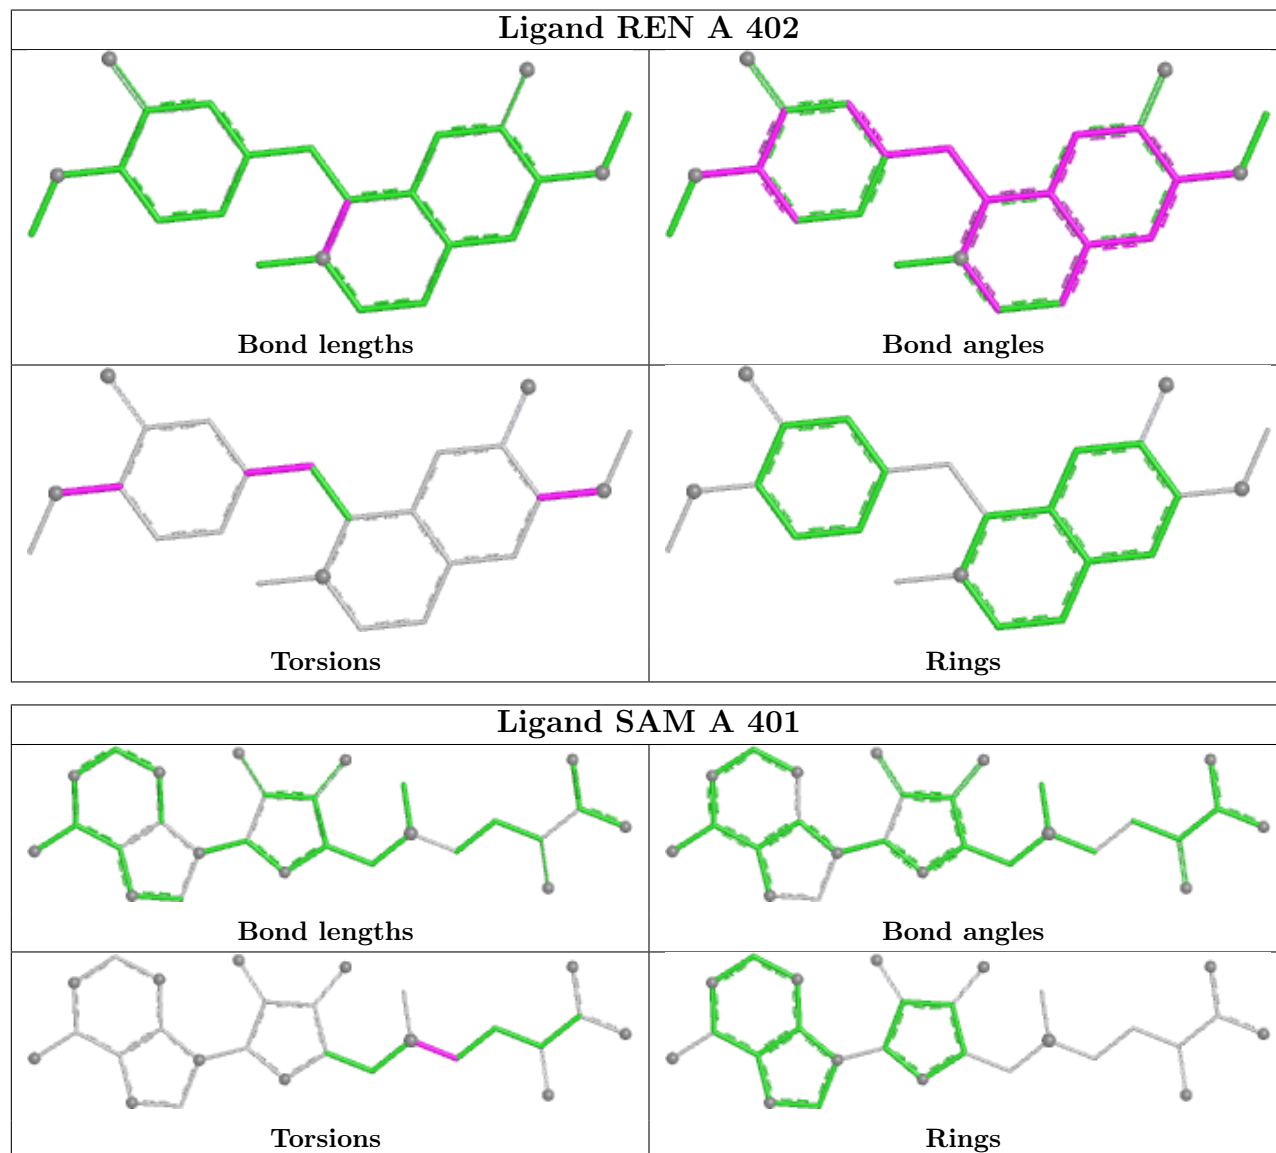 Ligand REN A 402
Bond lengths
Bond angles
Torsions
Rings
Ligand SAM A 401
Bond lengths
Bond angles
Torsions
Rings